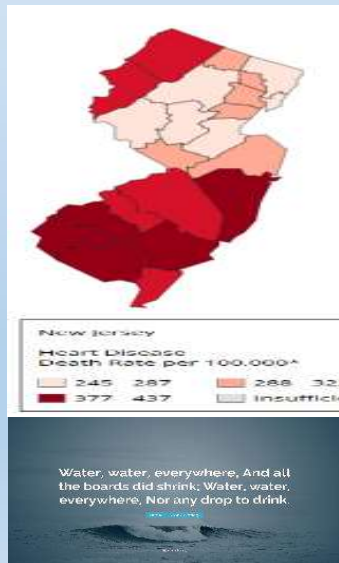 New Jersey
Heart Disease
Death Rate per 100,000^
245 287
288 32
377 437
Insuffici
Water, water, everywhere, And all
the boards did shrink; Water, water,
everywhere, Nor any drop to drink.